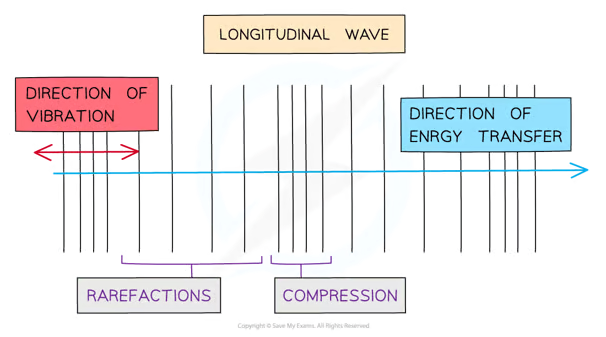 LONGITUDINAL WAVE
DIRECTION OF
VIBRATION
DIRECTION OF
ENRGY TRANSFER
RAREFACTIONS
COMPRESSION
Copyright © Save My Exams. All Rights Reserved.